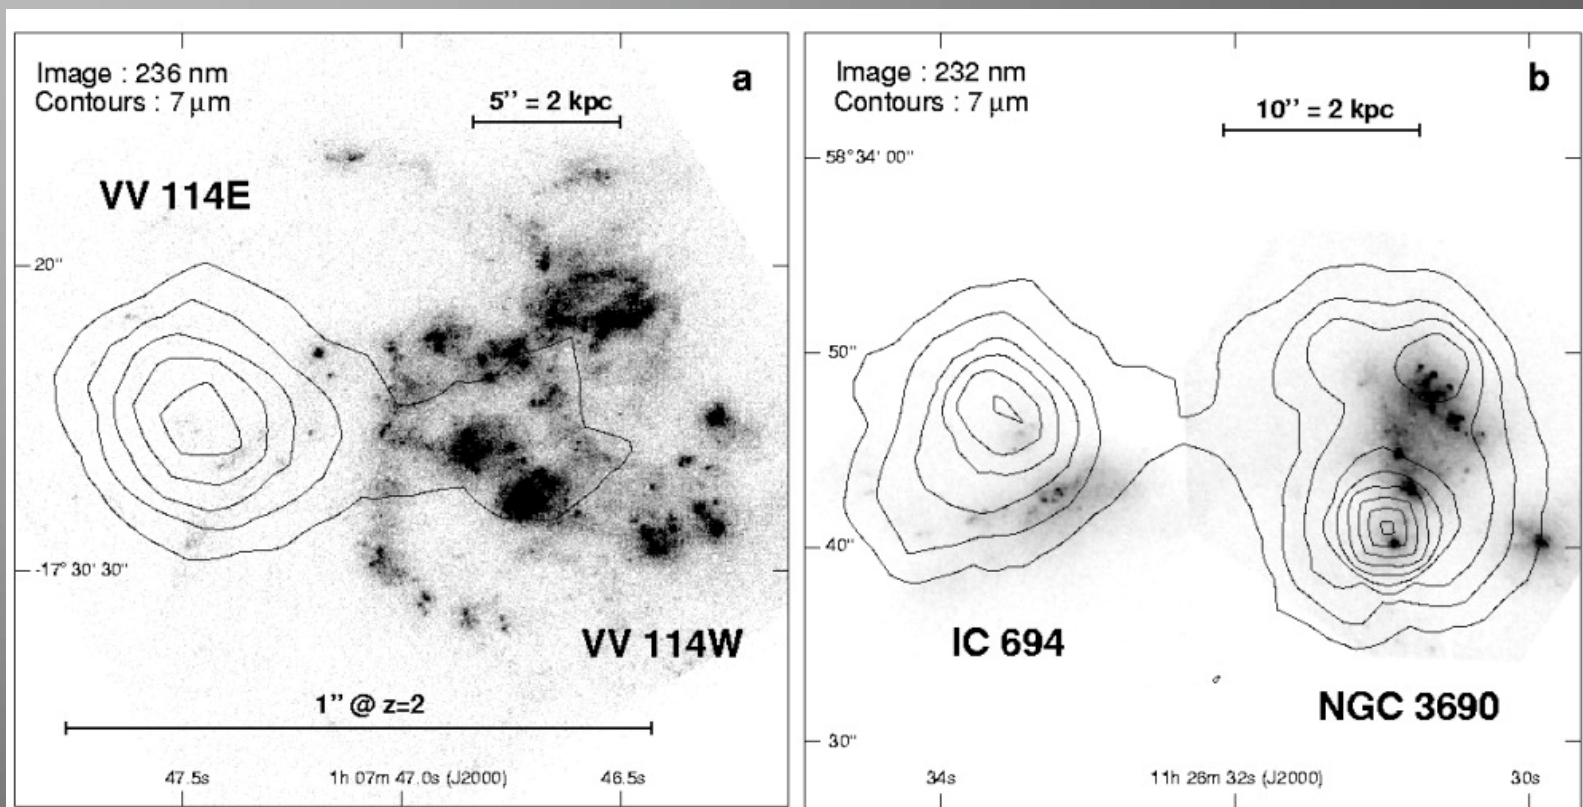 Image : 236 nm
Contours : 7 μm
a
5'' = 2 kpc
VV 114E
20''
-17° 30' 30''
VV 114W
1'' @ z=2
47.5s
1h 07m 47.0s (J2000)
46.5s
Image : 232 nm
Contours : 7 μm
b
10'' = 2 kpc
58°34' 00''
50''
40''
IC 694
NGC 3690
30''
34s
11h 26m 32s (J2000)
30s